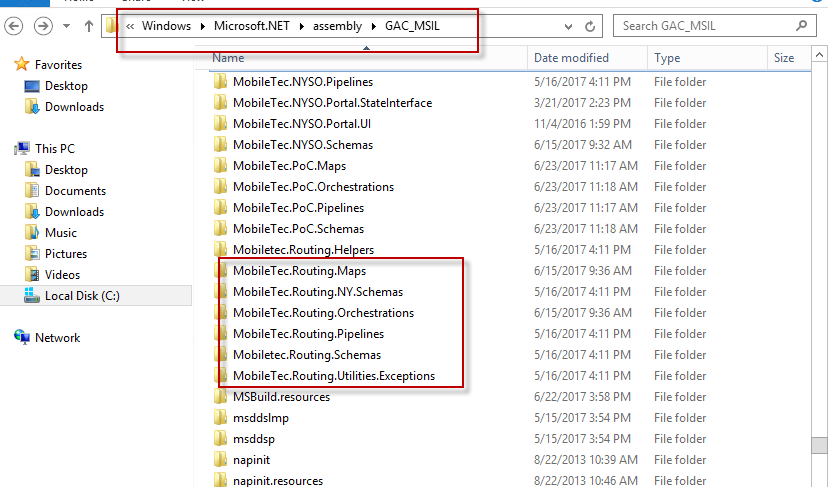 « Windows Microsoft.NET assembly GAC_MSIL Search GAC_MSIL
Name Date modified Type Size
Favorites
Desktop
Downloads
This PC
Desktop
Documents
Downloads
Music
Pictures
Videos
Local Disk (C:)
Network
MobileTec.NYSO.Pipelines 5/16/2017 4:11 PM File folder
MobileTec.NYSO.Portal.StateInterface 3/21/2017 2:23 PM File folder
MobileTec.NYSO.Portal.UI 11/4/2016 1:59 PM File folder
MobileTec.NYSO.Schemas 6/15/2017 9:32 AM File folder
MobileTec.PoC.Maps 6/23/2017 11:17 AM File folder
MobileTec.PoC.Orchestrations 6/23/2017 11:18 AM File folder
MobileTec.PoC.Pipelines 6/23/2017 11:17 AM File folder
MobileTec.PoC.Schemas 6/23/2017 11:18 AM File folder
Mobiletec.Routing.Helpers 5/16/2017 4:11 PM File folder
MobileTec.Routing.Maps 6/15/2017 9:36 AM File folder
MobileTec.Routing.NY.Schemas 5/16/2017 4:11 PM File folder
MobileTec.Routing.Orchestrations 6/15/2017 9:36 AM File folder
MobileTec.Routing.Pipelines 5/16/2017 4:11 PM File folder
Mobiletec.Routing.Schemas 5/16/2017 4:11 PM File folder
MobileTec.Routing.Utilities.Exceptions 5/16/2017 4:11 PM File folder
MSBuild.resources 6/22/2017 3:58 PM File folder
msddslmp 5/15/2017 3:54 PM File folder
msddsp 5/15/2017 3:54 PM File folder
napinit 8/22/2013 10:39 AM File folder
napinit.resources 8/22/2013 10:46 AM File folder